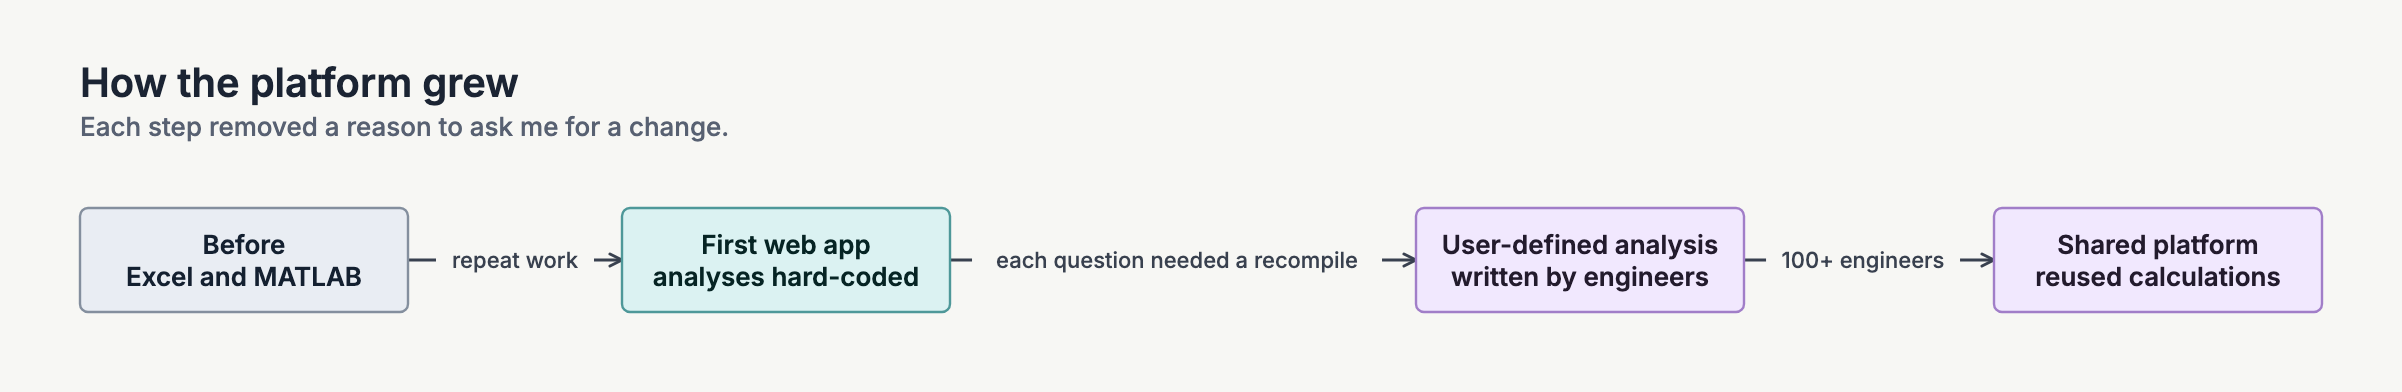 How the platform grew
Each step removed a reason to ask me for a change.
Before
Excel and MATLAB
repeat work
First web app
analyses hard-coded
each question needed a recompile
User-defined analysis
written by engineers
100+ engineers
Shared platform
reused calculations